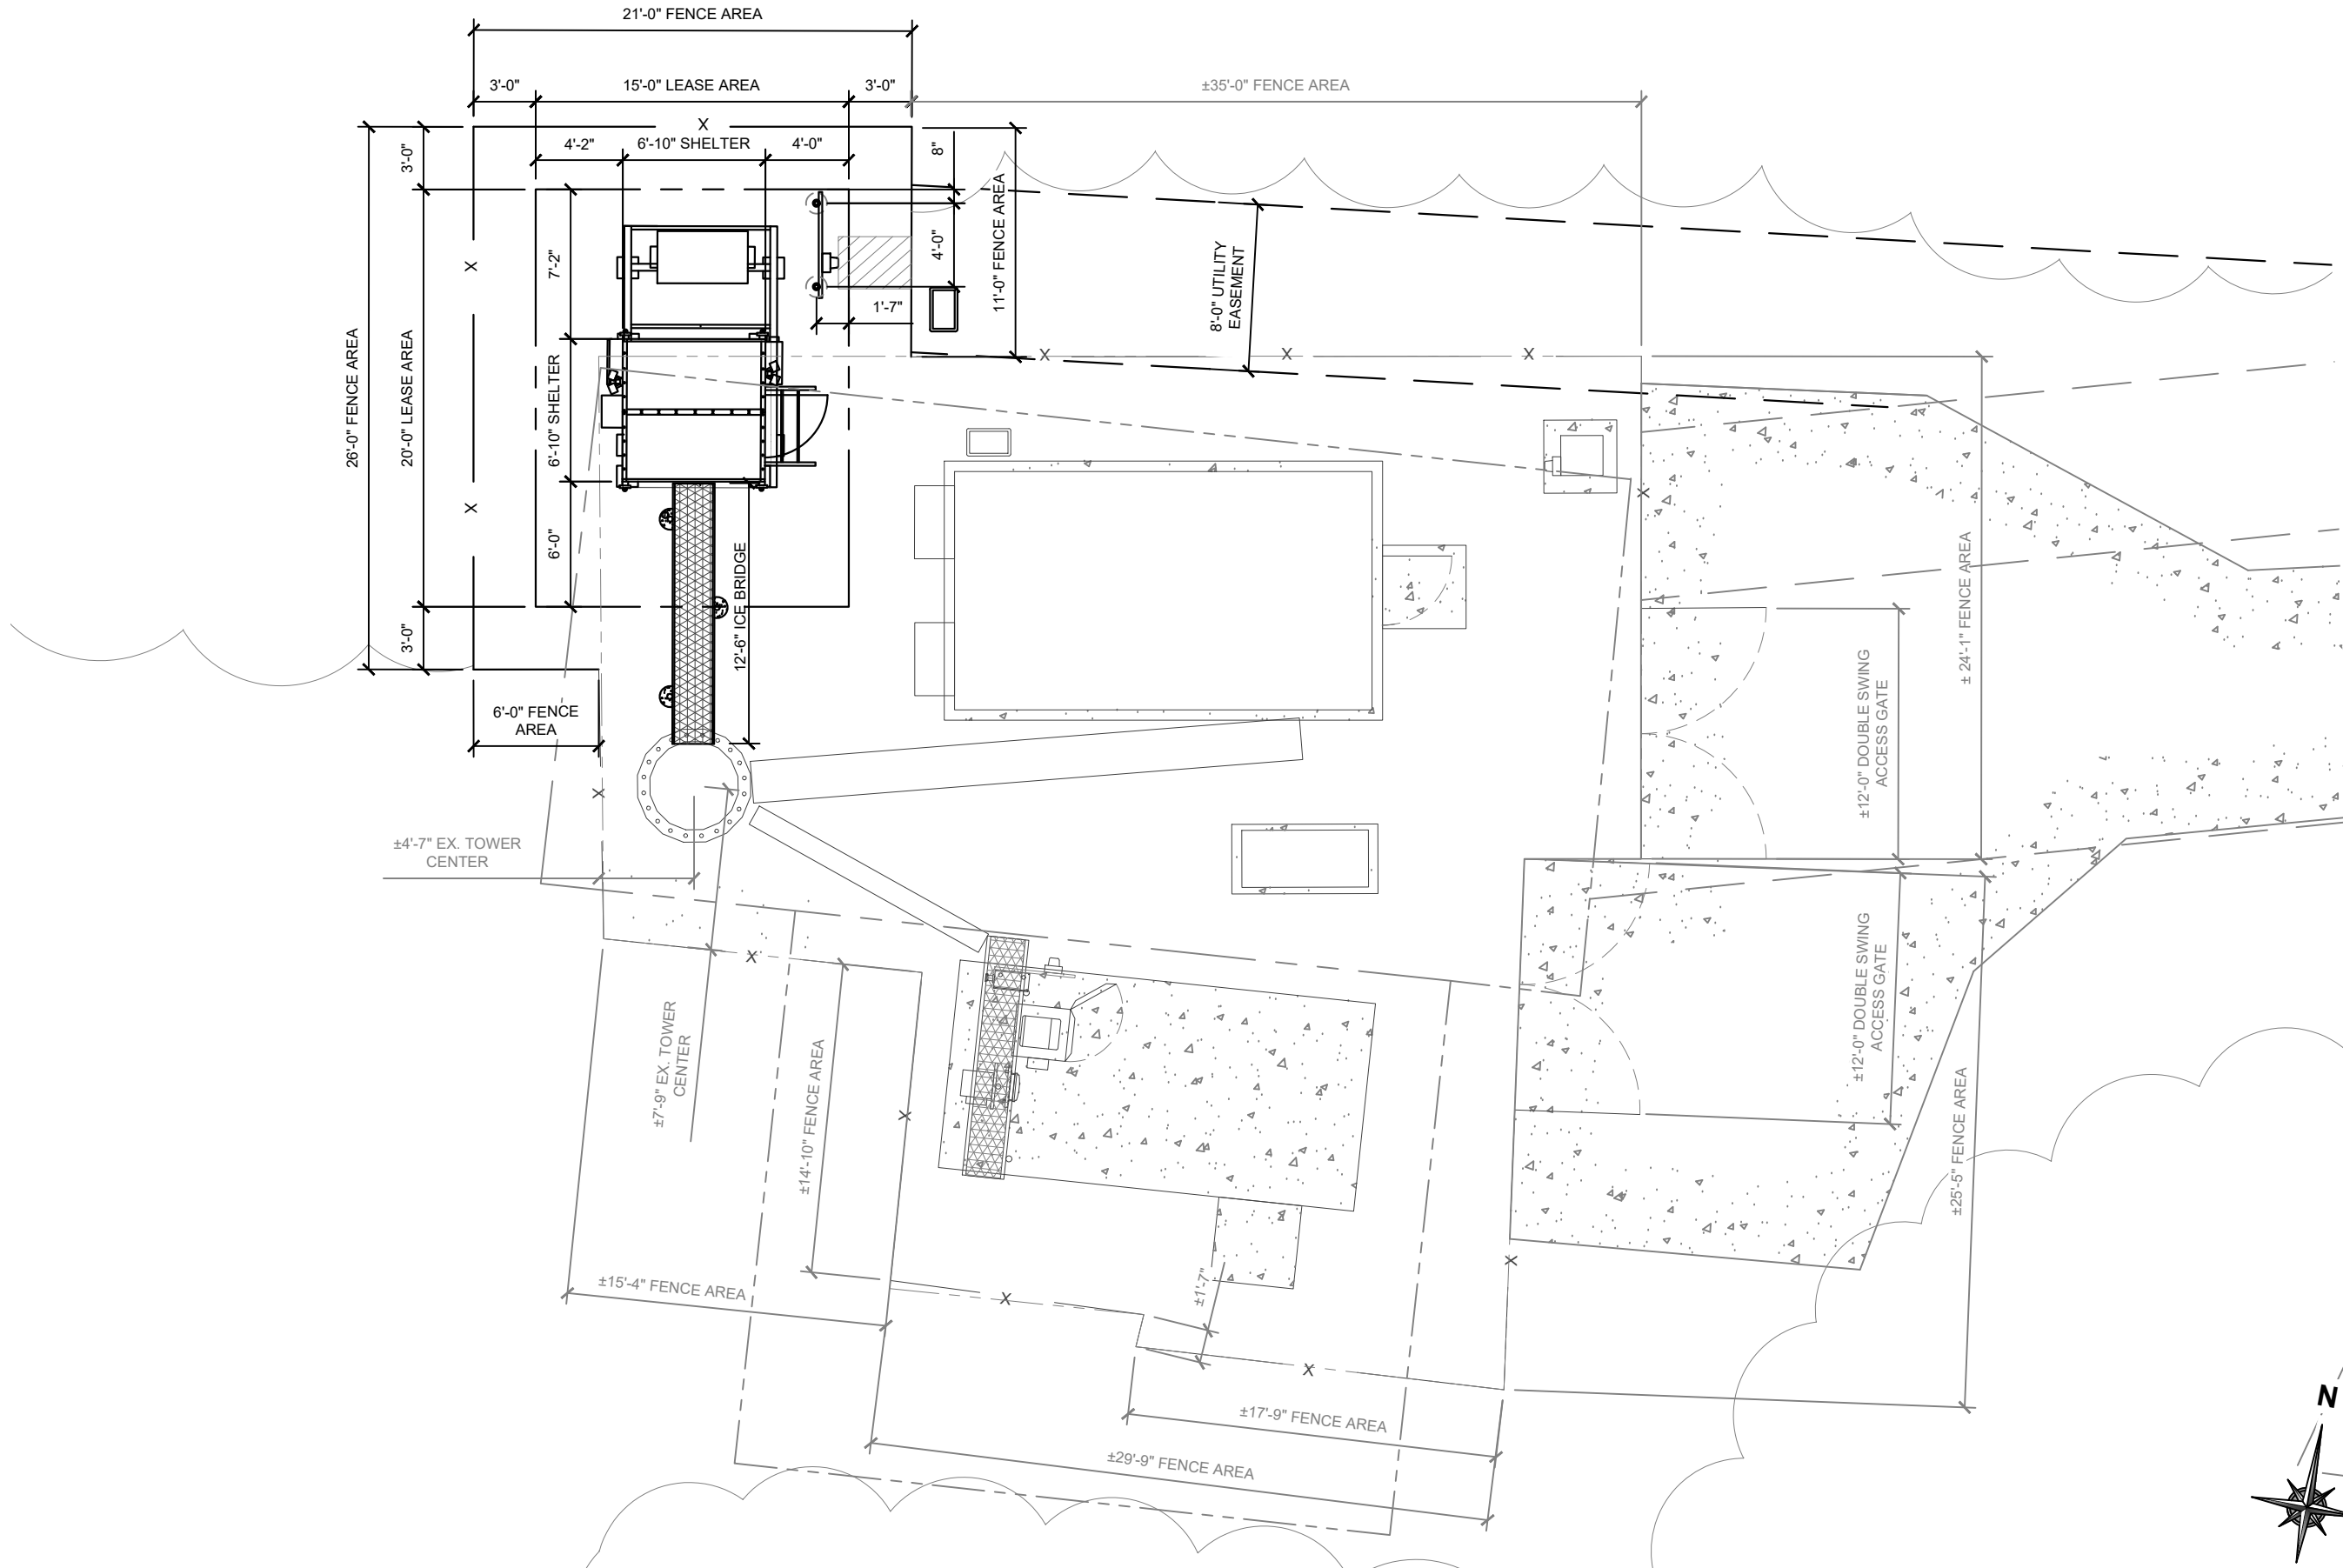 21'-0" FENCE AREA
3'-0"
15'-0" LEASE AREA
3'-0"
±35'-0" FENCE AREA
X
4'-2"
6'-10" SHELTER
4'-0"
8"
3'-0"
11'-0" FENCE AREA
4'-0"
7'-2"
X
8'-0" UTILITY
EASEMENT
1'-7"
X
X
X
26'-0" FENCE AREA
20'-0" LEASE AREA
6'-10" SHELTER
X
X
6'-0"
12'-6" ICE BRIDGE
± 24'-1" FENCE AREA
3'-0"
±12'-0" DOUBLE SWING
ACCESS GATE
6'-0" FENCE
AREA
X
±4'-7" EX. TOWER
CENTER
X
±12'-0" DOUBLE SWING
ACCESS GATE
±7'-9" EX. TOWER
CENTER
±14'-10" FENCE AREA
X
±25'-5" FENCE AREA
±15'-4" FENCE AREA
X
±1'-7"
X
X
±17'-9" FENCE AREA
±29'-9" FENCE AREA
N